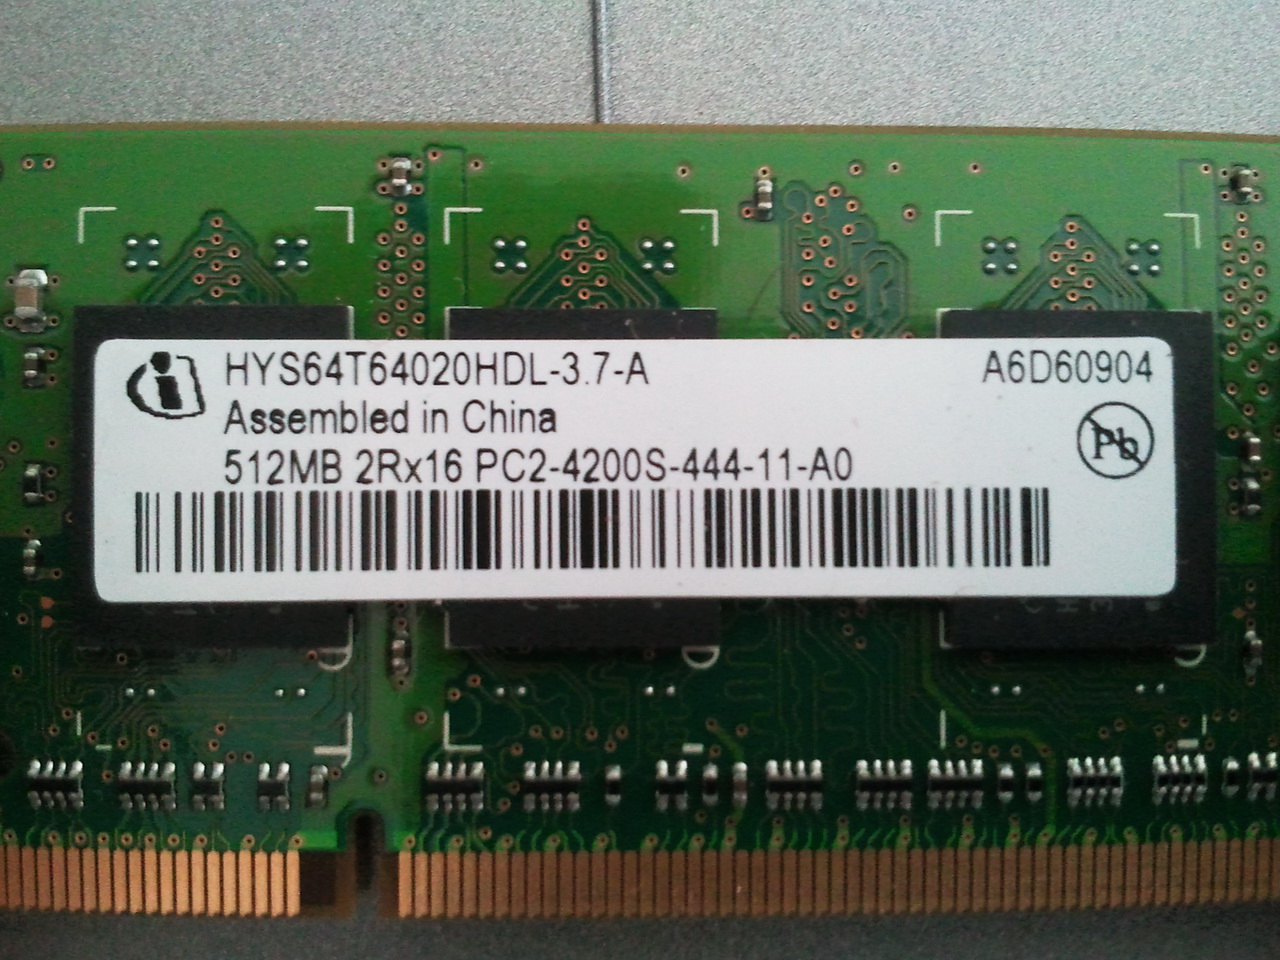 HYS64T64020HDL-3.7-A
A6D60904
Assembled in China
Pb
512MB 2Rx16 PC2-4200S-444-11-A0